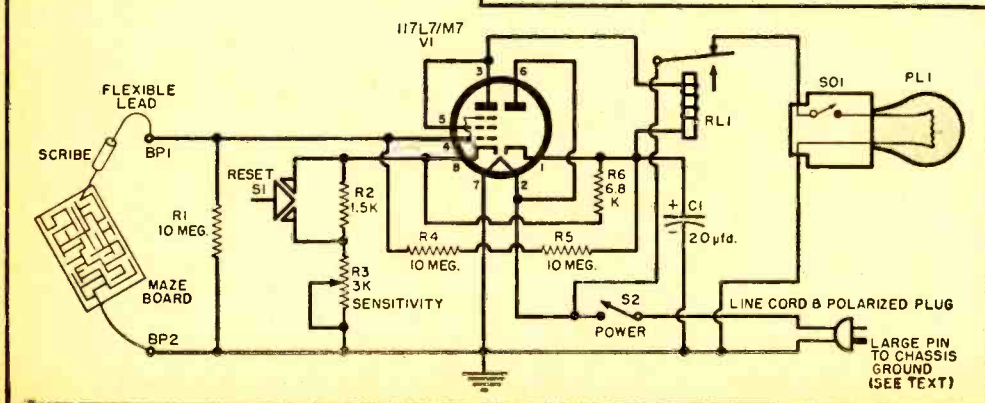 117L7/M7
V1
3
6
5
4
8
7
2
1
FLEXIBLE
LEAD
SCRIBE
BP1
RESET
S1
R1
10 MEG.
MAZE
BOARD
BP2
R2
1.5K
R3
3K
SENSITIVITY
R4
10 MEG.
R5
10 MEG.
R6
6.8
K
+
C1
-
20 µfd.
RL1
SO1
PL1
S2
POWER
LINE CORD & POLARIZED PLUG
LARGE PIN
TO CHASSIS
GROUND
(SEE TEXT)